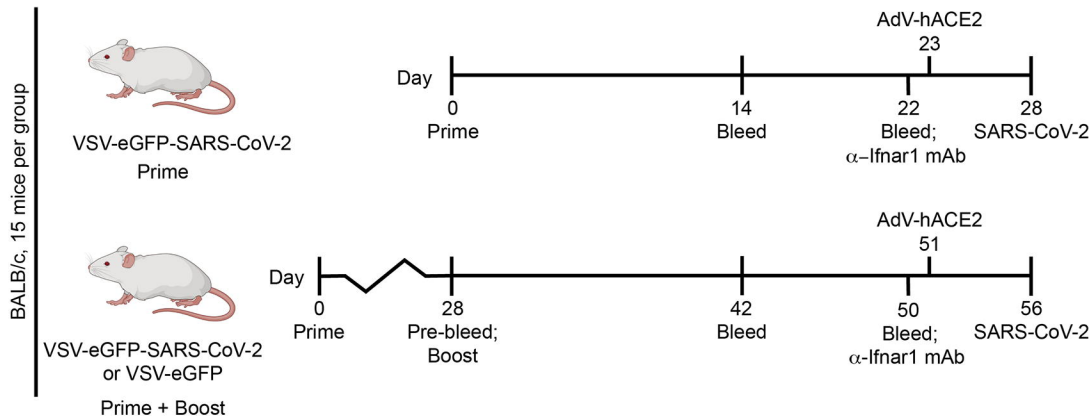 BALB/c, 15 mice per group
VSV-eGFP-SARS-CoV-2
Prime
AdV-hACE2
23
Day
0
14
22
28
Prime
Bleed
Bleed;
α–Ifnar1 mAb
SARS-CoV-2
VSV-eGFP-SARS-CoV-2
or VSV-eGFP
Prime + Boost
AdV-hACE2
51
Day
0
28
42
50
56
Prime
Pre-bleed;
Boost
Bleed
Bleed;
α-Ifnar1 mAb
SARS-CoV-2